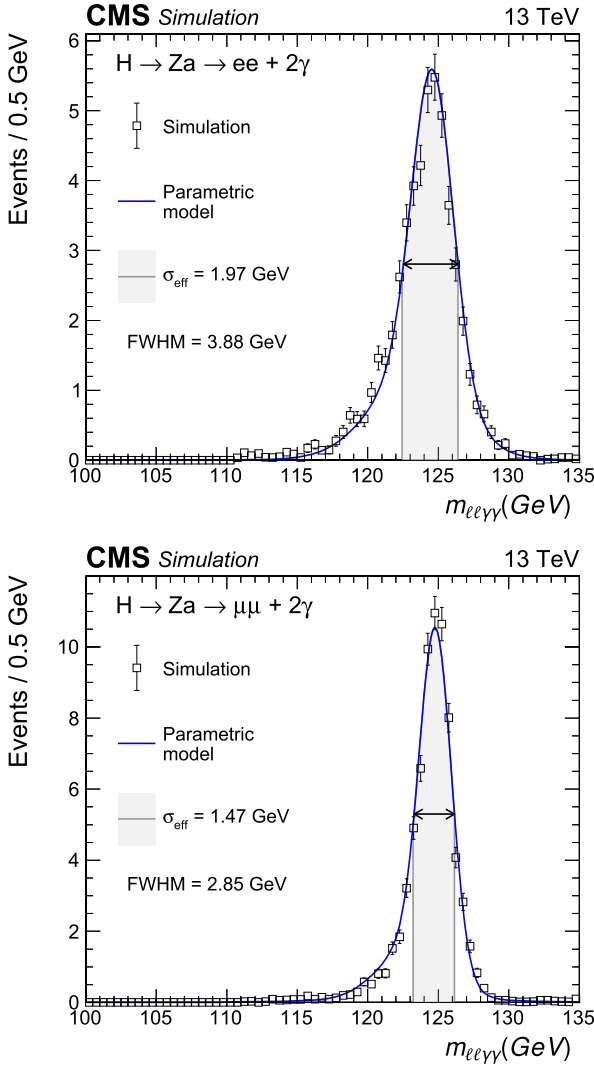 CMS Simulation 13 TeV
Events / 0.5 GeV
6
5
4
3
2
1
0
H → Za → ee + 2γ
Simulation
Parametric
model
σeff = 1.97 GeV
FWHM = 3.88 GeV
100 105 110 115 120 125 130 135
mℓℓγγ(GeV)
CMS Simulation 13 TeV
Events / 0.5 GeV
10
8
6
4
2
0
H → Za → μμ + 2γ
Simulation
Parametric
model
σeff = 1.47 GeV
FWHM = 2.85 GeV
100 105 110 115 120 125 130 135
mℓℓγγ(GeV)